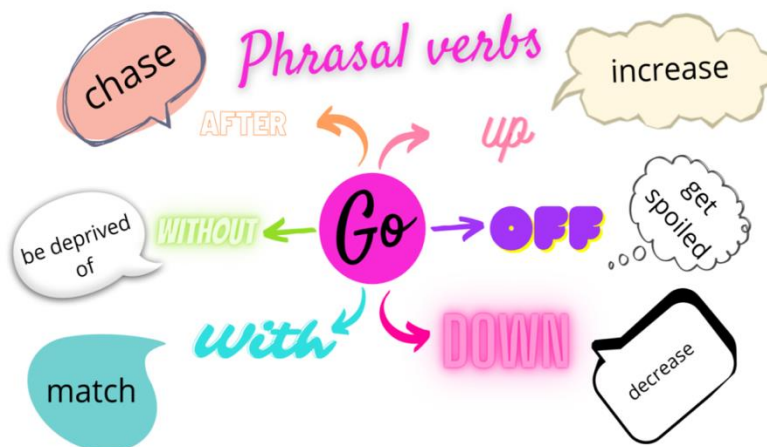 Phrasal verbs
chase
AFTER
up
increase
be deprived
of
WITHOUT
Go
OFF
get
spoiled
match
with
DOWN
decrease